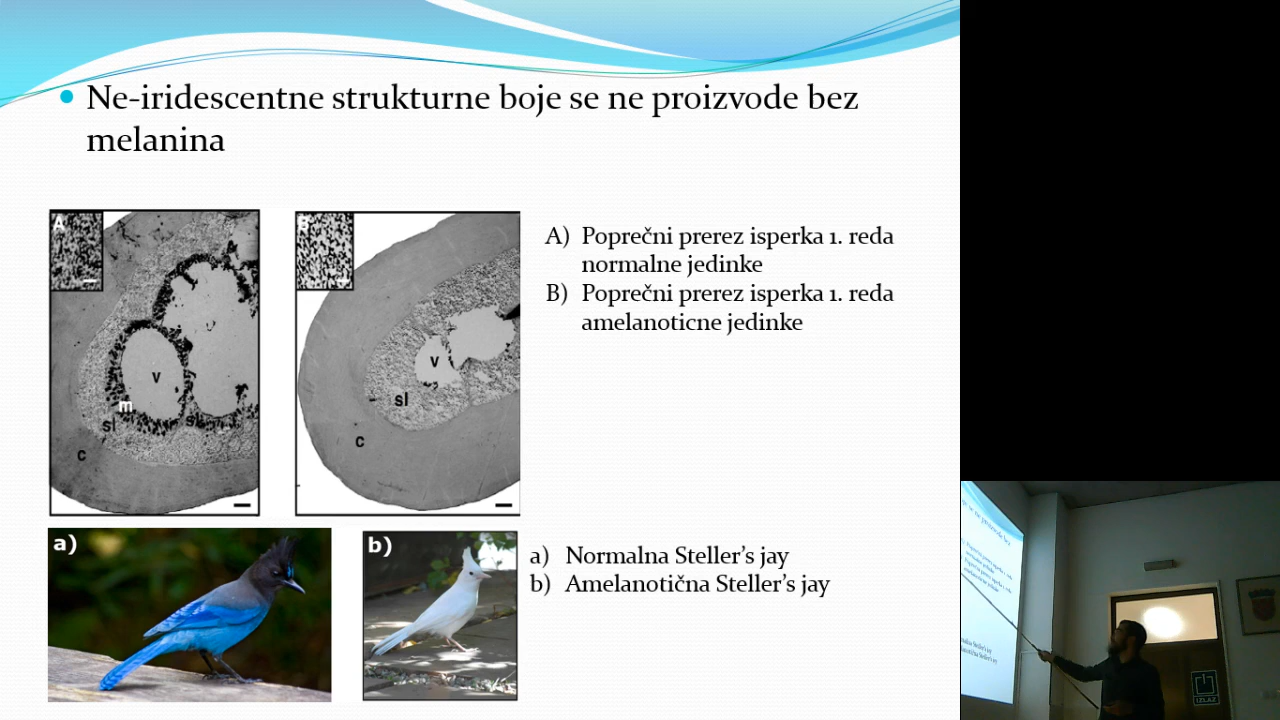 Ne-iridescentne strukturne boje se ne proizvode bez
melanina
A
B
A) Poprečni prerez isperka 1. reda
normalne jedinke
B) Poprečni prerez isperka 1. reda
amelanoticne jedinke
v
m
sl
sl
c
v
sl
c
a)
b)
a) Normalna Steller's jay
b) Amelanotična Steller's jay
IZLAZ